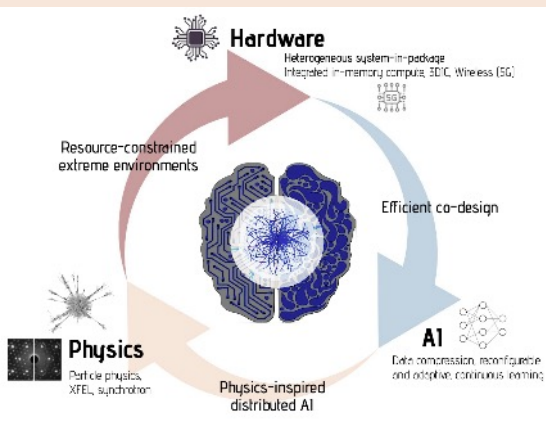 Hardware
Heterogeneous system-in-package
Integrated in-memory compute, 3DIC, Wireless (5G)
5G
Resource-constrained
extreme environments
Efficient co-design
AI
Data compression, reconfigurable
and adaptive, continuous learning
Physics
Particle physics,
XFEL, synchrotron
Physics-inspired
distributed AI